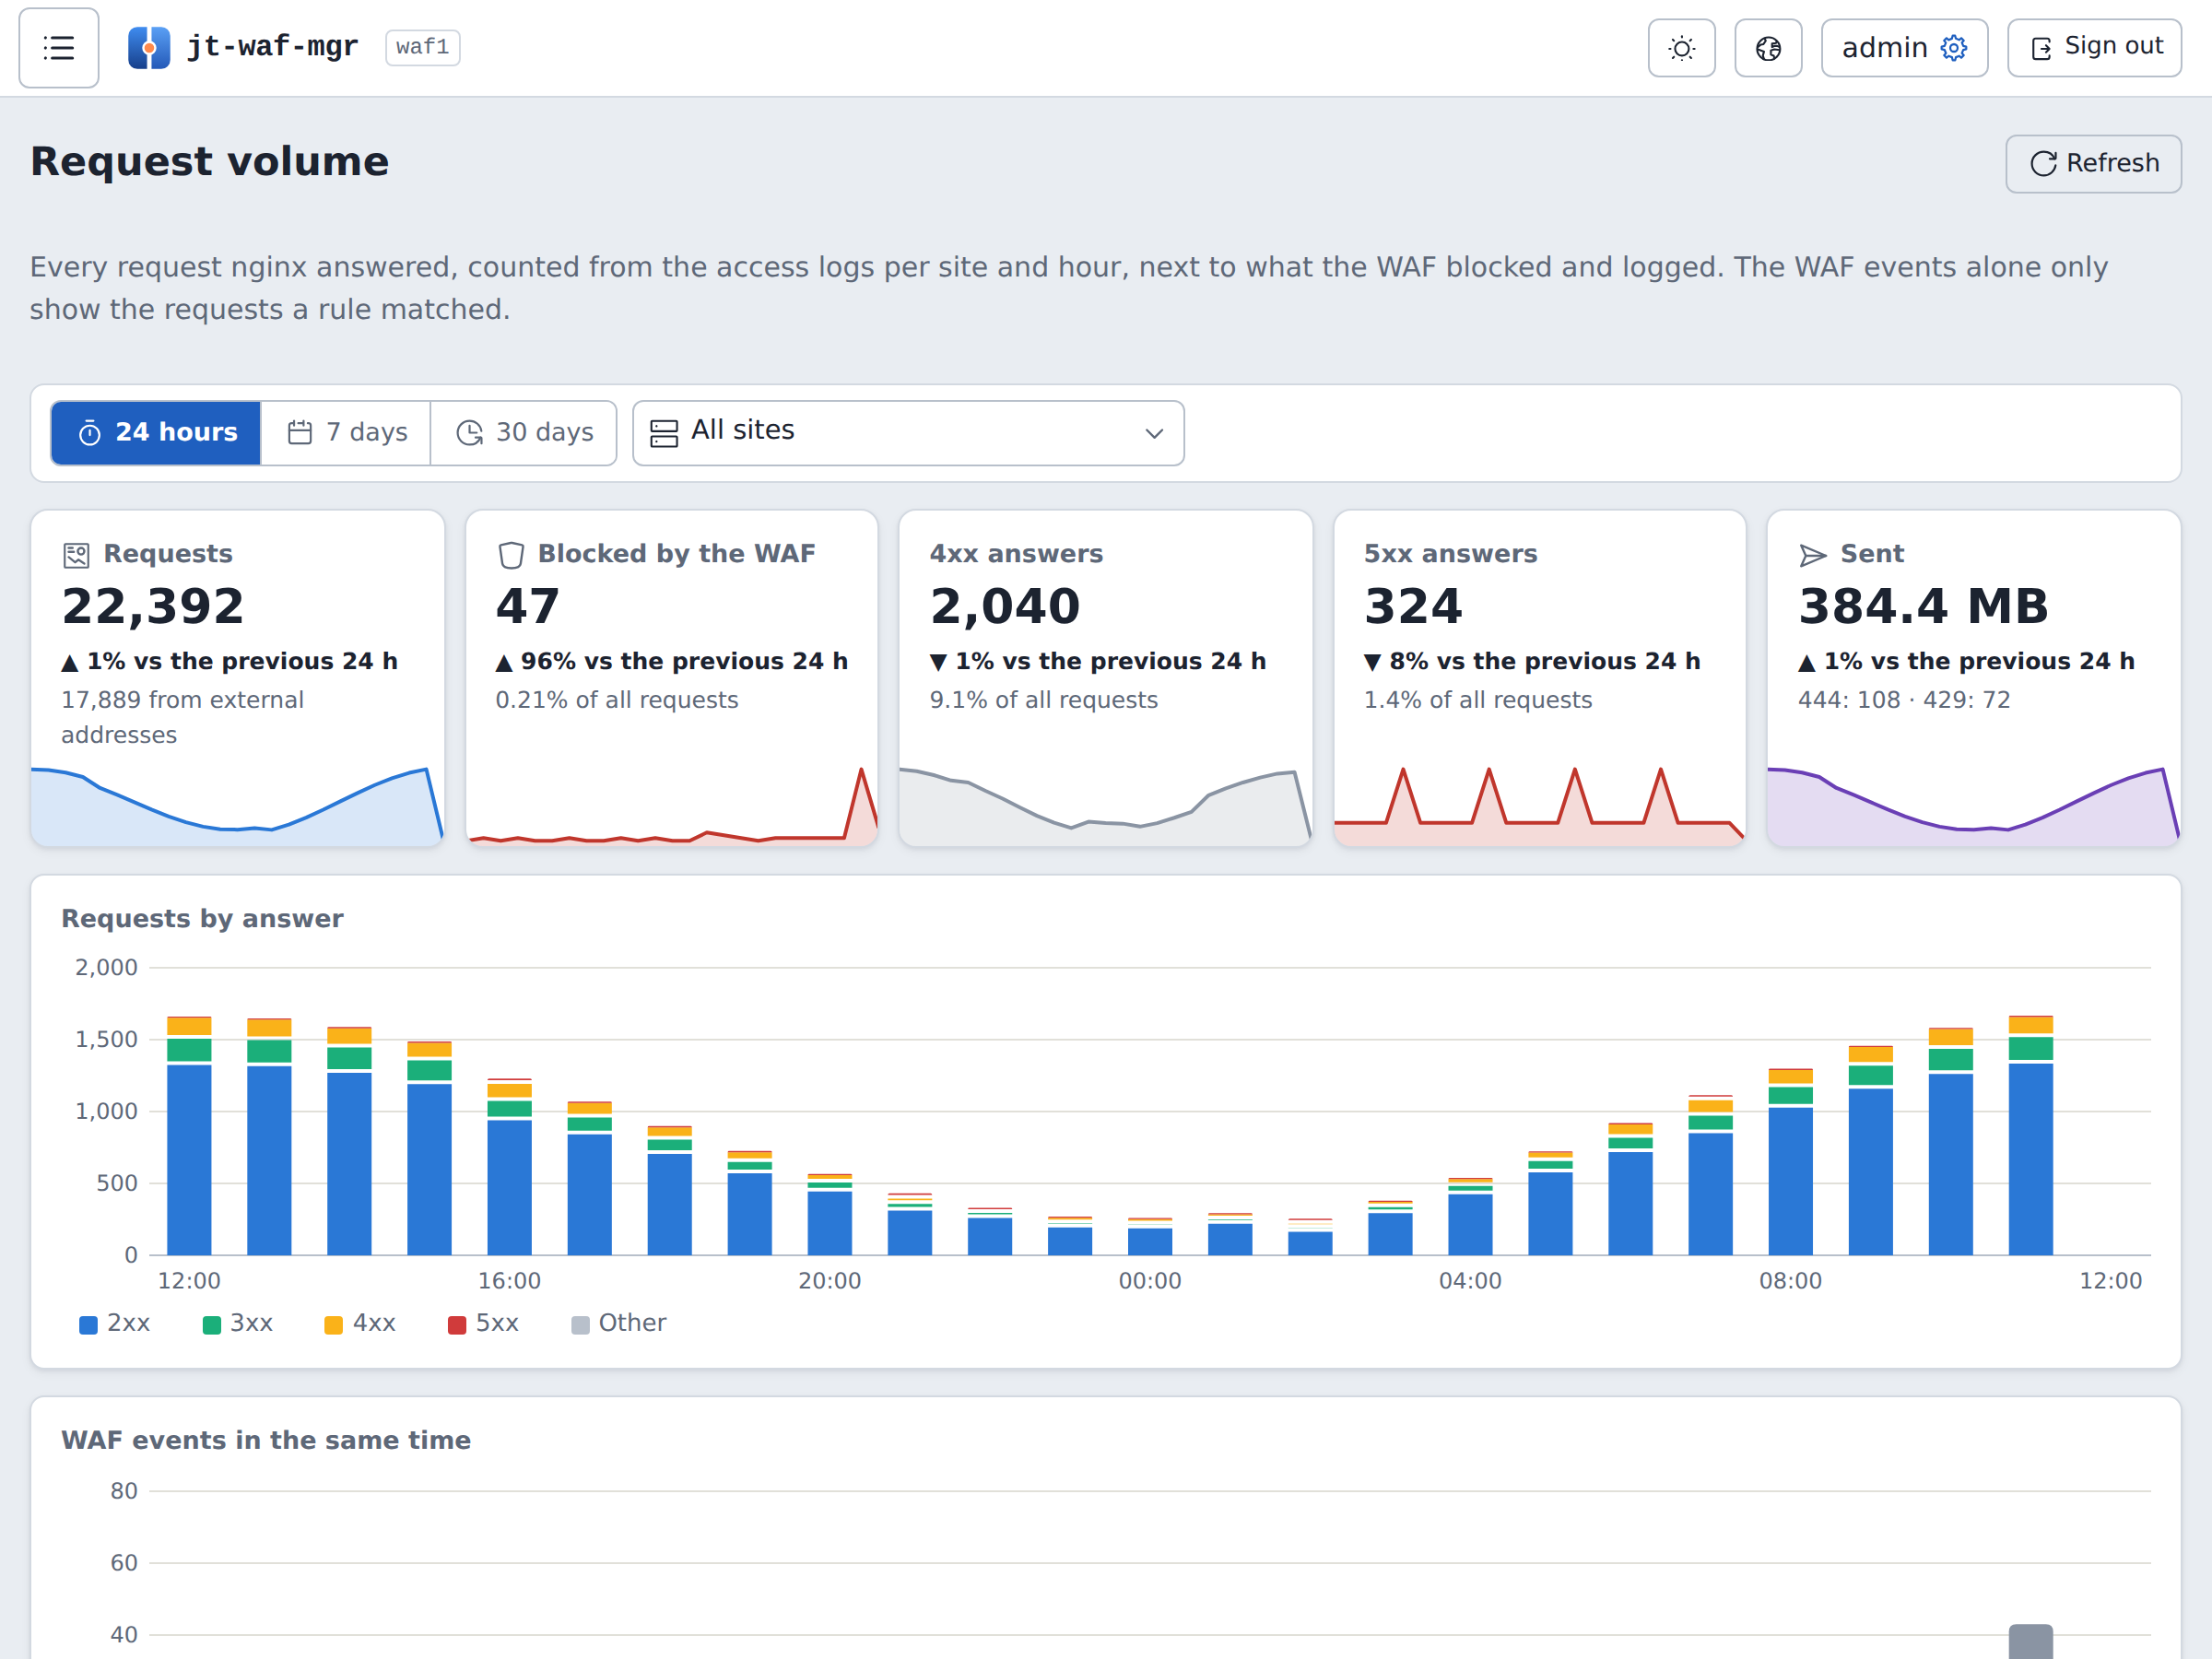 jt-waf-mgr waf1 admin Sign out
Request volume Refresh
Every request nginx answered, counted from the access logs per site and hour, next to what the WAF blocked and logged. The WAF events alone only
show the requests a rule matched.
24 hours 7 days 30 days All sites
Requests
22,392
▲ 1% vs the previous 24 h
17,889 from external
addresses
Blocked by the WAF
47
▲ 96% vs the previous 24 h
0.21% of all requests
4xx answers
2,040
▼ 1% vs the previous 24 h
9.1% of all requests
5xx answers
324
▼ 8% vs the previous 24 h
1.4% of all requests
Sent
384.4 MB
▲ 1% vs the previous 24 h
444: 108 · 429: 72
Requests by answer
2,000
1,500
1,000
500
0
12:00 16:00 20:00 00:00 04:00 08:00 12:00
2xx 3xx 4xx 5xx Other
WAF events in the same time
80
60
40